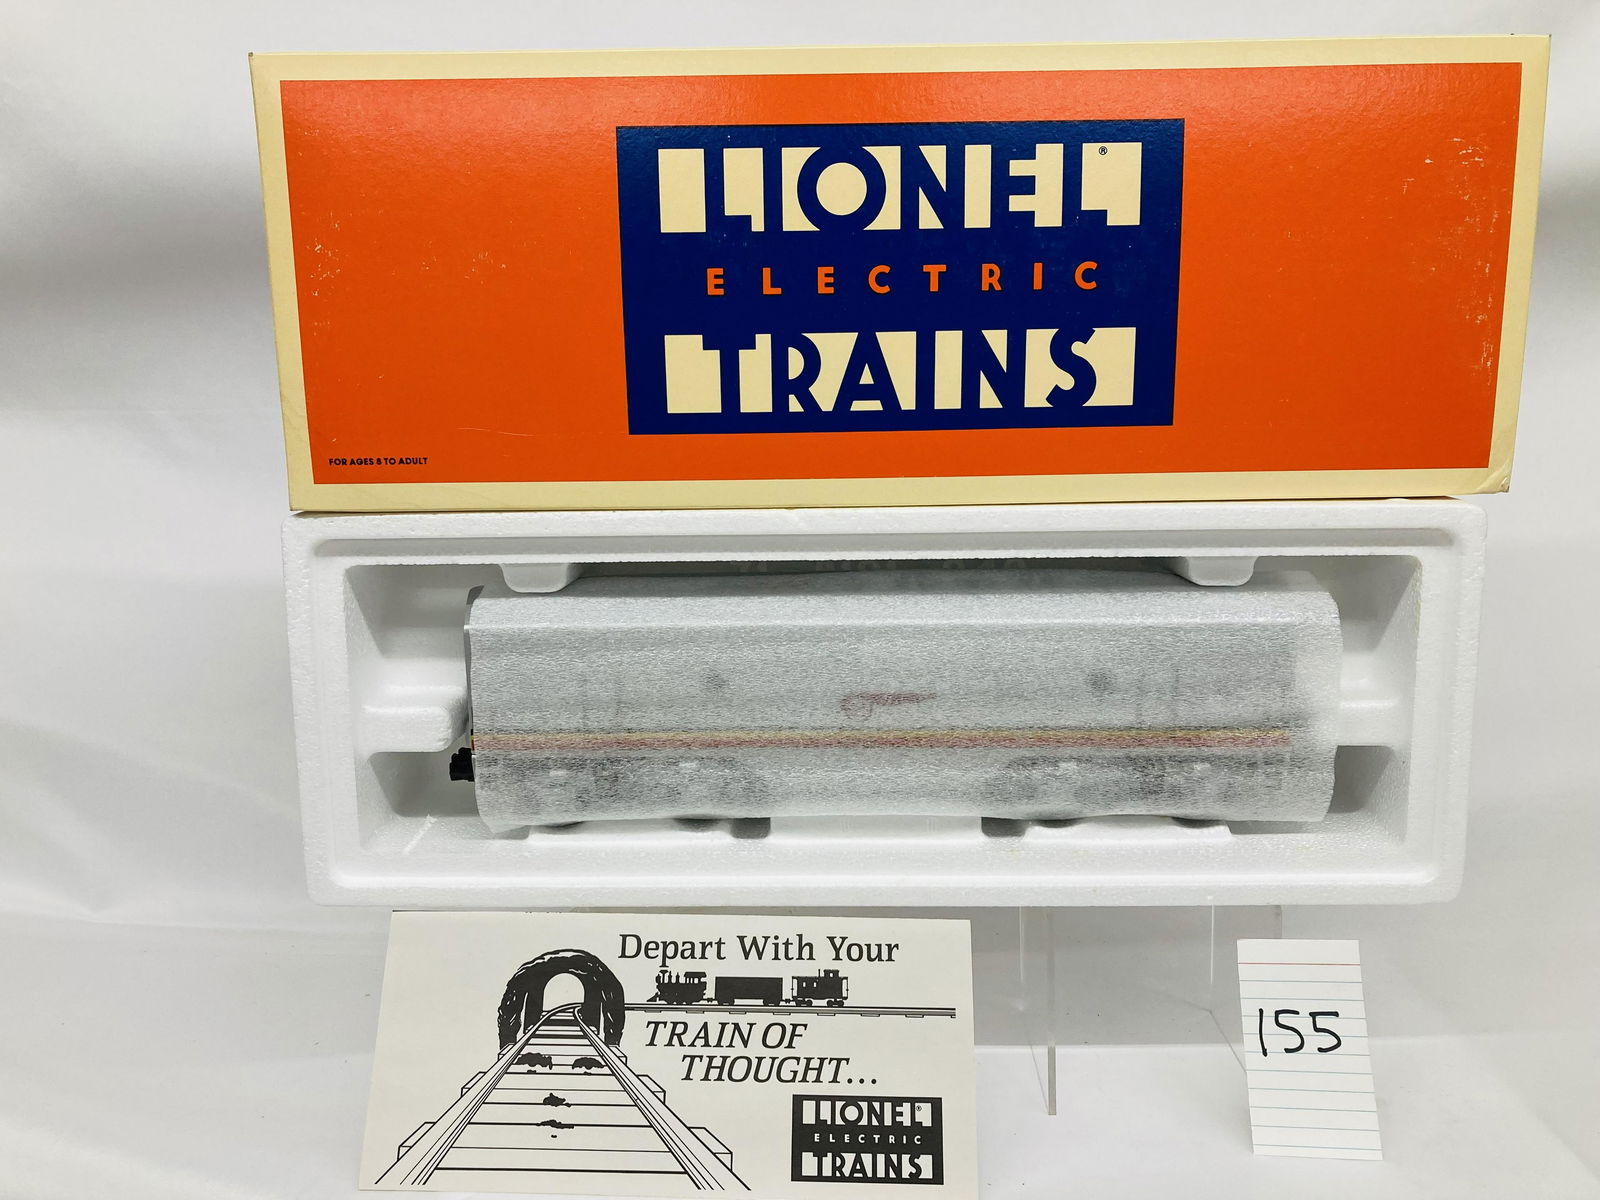 LIONEL®
ELECTRIC
TRAINS
FOR AGES 8 TO ADULT
Depart With Your
TRAIN OF
THOUGHT...
LIONEL®
ELECTRIC
TRAINS
155